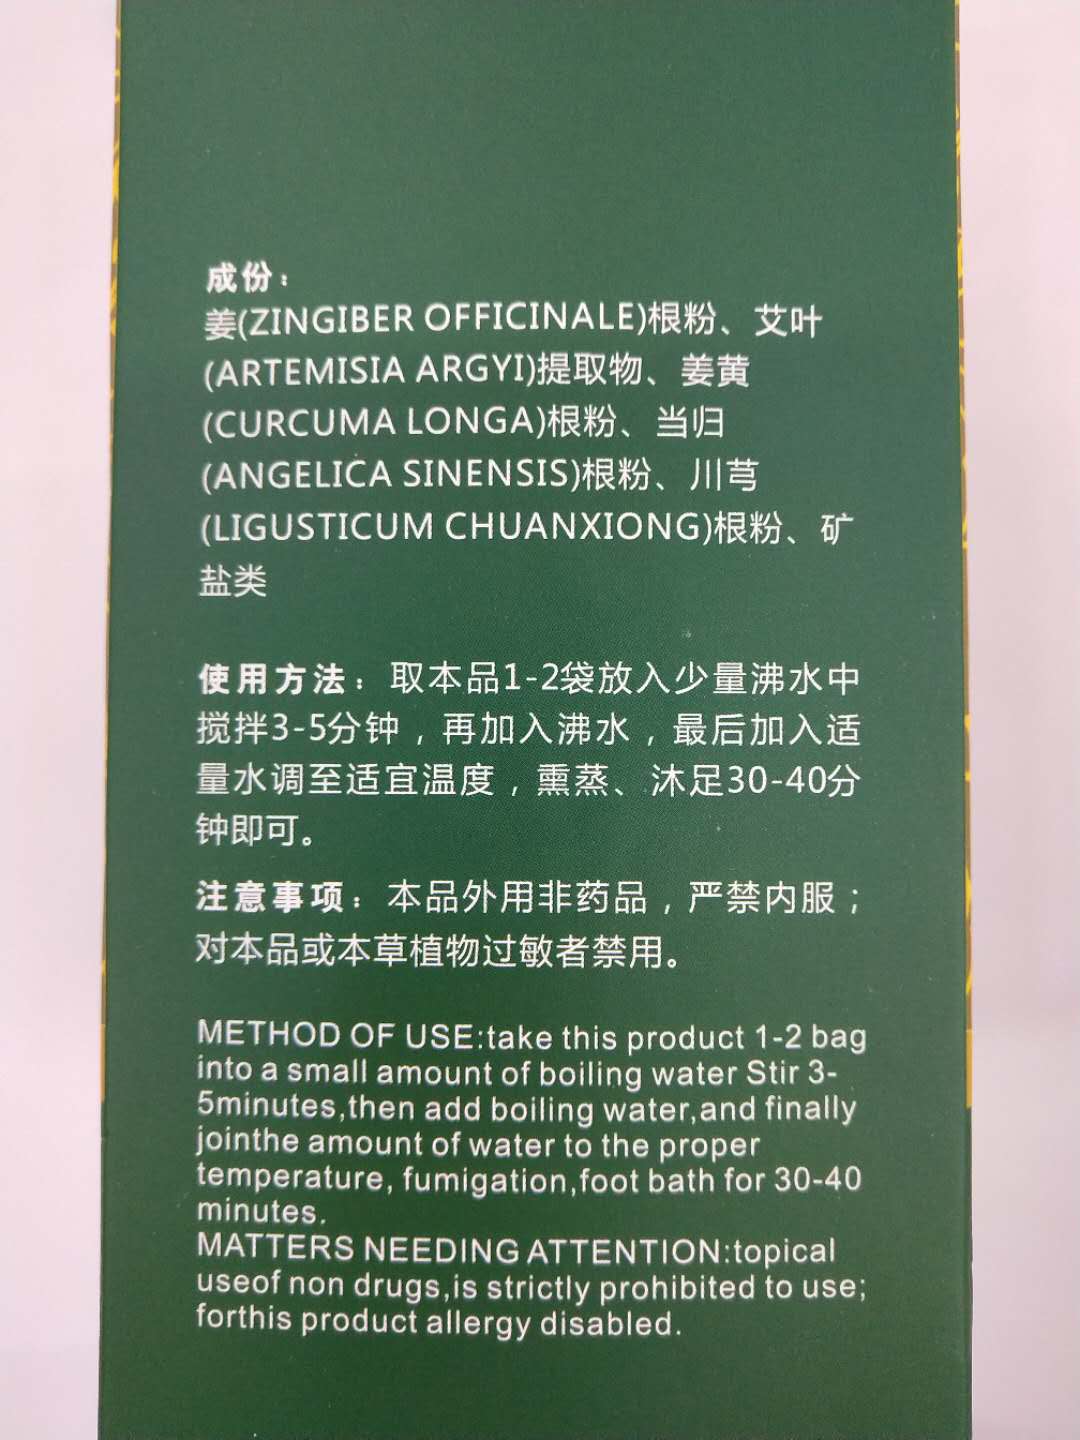 成份：
姜(ZINGIBER OFFICINALE)根粉、艾叶
(ARTEMISIA ARGYI)提取物、姜黄
(CURCUMA LONGA)根粉、当归
(ANGELICA SINENSIS)根粉、川芎
(LIGUSTICUM CHUANXIONG)根粉、矿
盐类
使用方法：取本品1-2袋放入少量沸水中
搅拌3-5分钟，再加入沸水，最后加入适
量水调至适宜温度，熏蒸、沐足30-40分
钟即可。
注意事项：本品外用非药品，严禁内服；
对本品或本草植物过敏者禁用。
METHOD OF USE:take this product 1-2 bag
into a small amount of boiling water Stir 3-
5minutes,then add boiling water,and finally
jointhe amount of water to the proper
temperature, fumigation,foot bath for 30-40
minutes.
MATTERS NEEDING ATTENTION:topical
useof non drugs,is strictly prohibited to use;
forthis product allergy disabled.